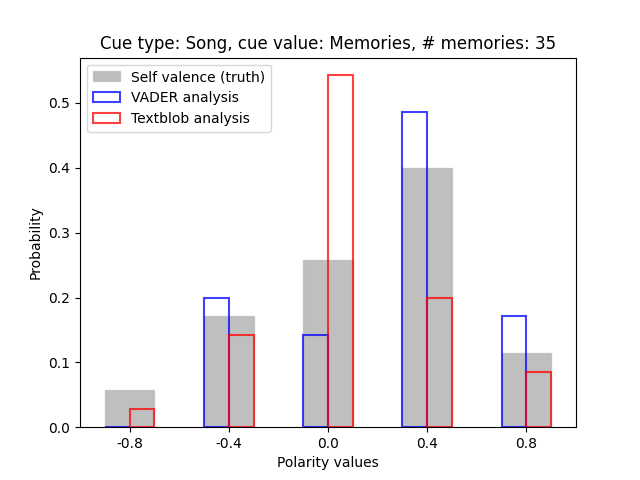 Cue type: Song, cue value: Memories, # memories: 35
Self valence (truth)
VADER analysis
Textblob analysis
Probability
0.5
0.4
0.3
0.2
0.1
0.0
-0.8 -0.4 0.0 0.4 0.8
Polarity values